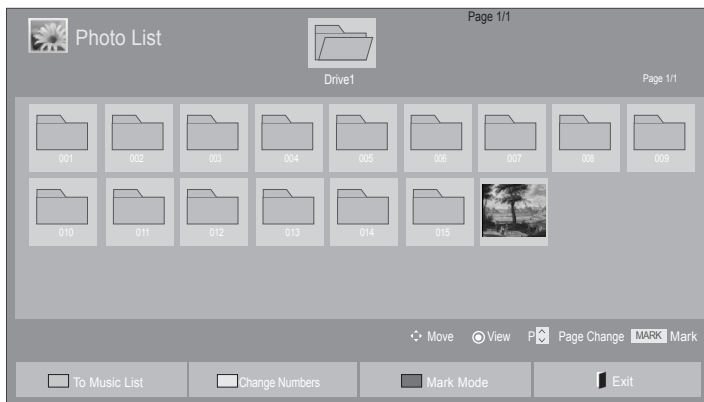 Page 1/1
Photo List
Drive1
Page 1/1
001 002 003 004 005 006 007 008 009
010 011 012 013 014 015
Move View P Page Change MARK Mark
To Music List Change Numbers Mark Mode Exit